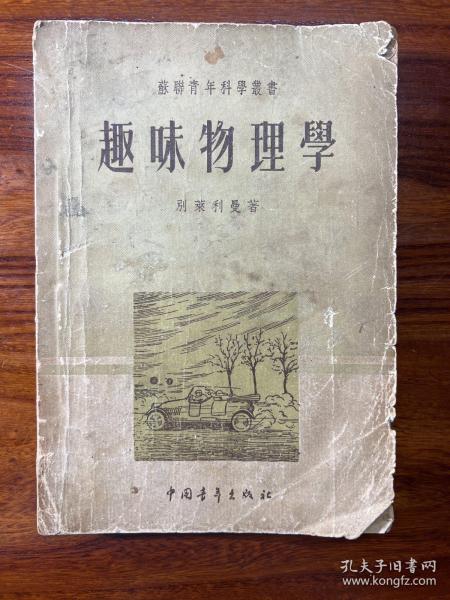 蘇聯青年科學叢書
趣味物理學
別萊利曼著
中国青年出版社
孔夫子旧书网
www.kongfz.com